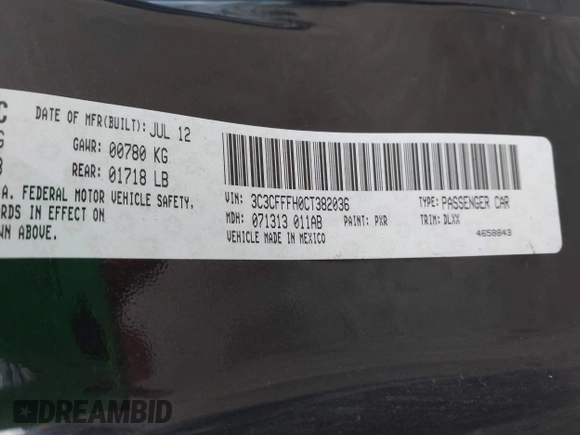 C
DATE OF MFR(BUILT): JUL 12
G
GAWR: 00780 KG
B
REAR: 01718 LB
A. FEDERAL MOTOR VEHICLE SAFETY.
RDS IN EFFECT ON
WN ABOVE.
VIN: 3C3CFFFH0CT382036
TYPE: PASSENGER CAR
MDH: 071313 011AB
PAINT: PXR
TRIM: DLXX
VEHICLE MADE IN MEXICO
4658843
DREAMBID